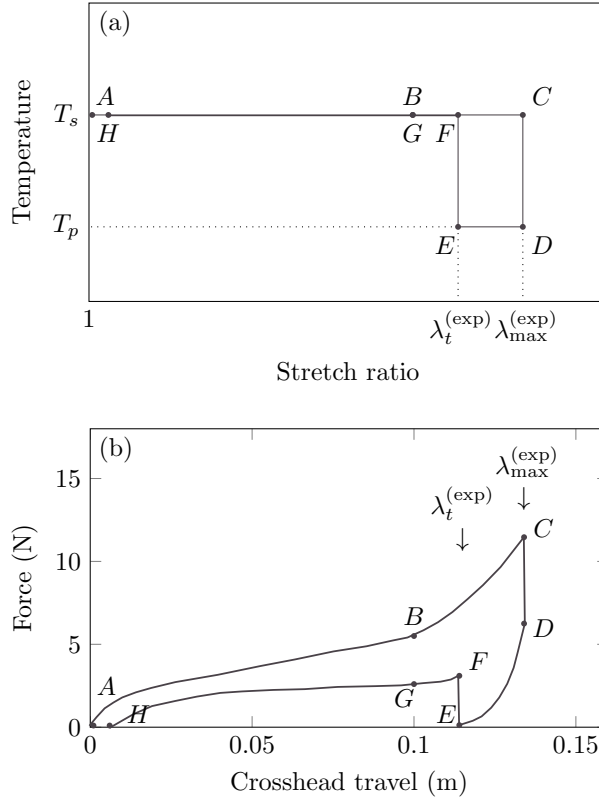 (a)
Temperature
T_s
T_p
A
B
C
H
G
F
E
D
1
λ_t^(exp) λ_max^(exp)
Stretch ratio
(b)
Force (N)
15
10
5
0
λ_max^(exp)
λ_t^(exp)
C
B
D
F
A
G
H
E
0 0.05 0.1 0.15
Crosshead travel (m)